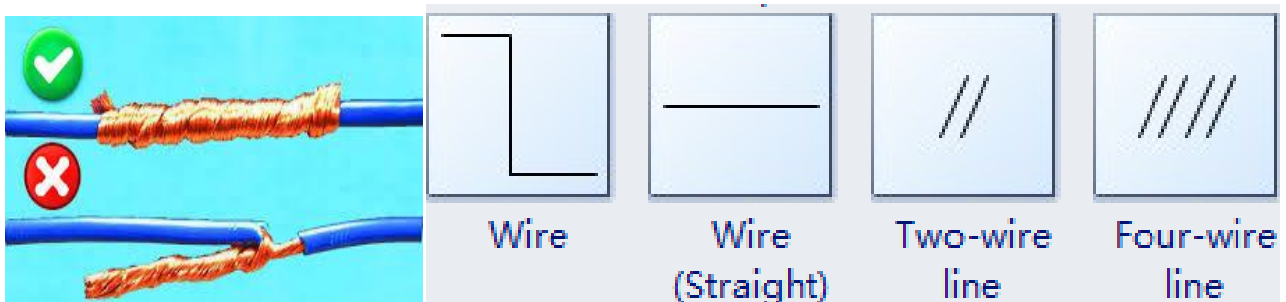 Wire
Wire
(Straight)
Two-wire
line
Four-wire
line